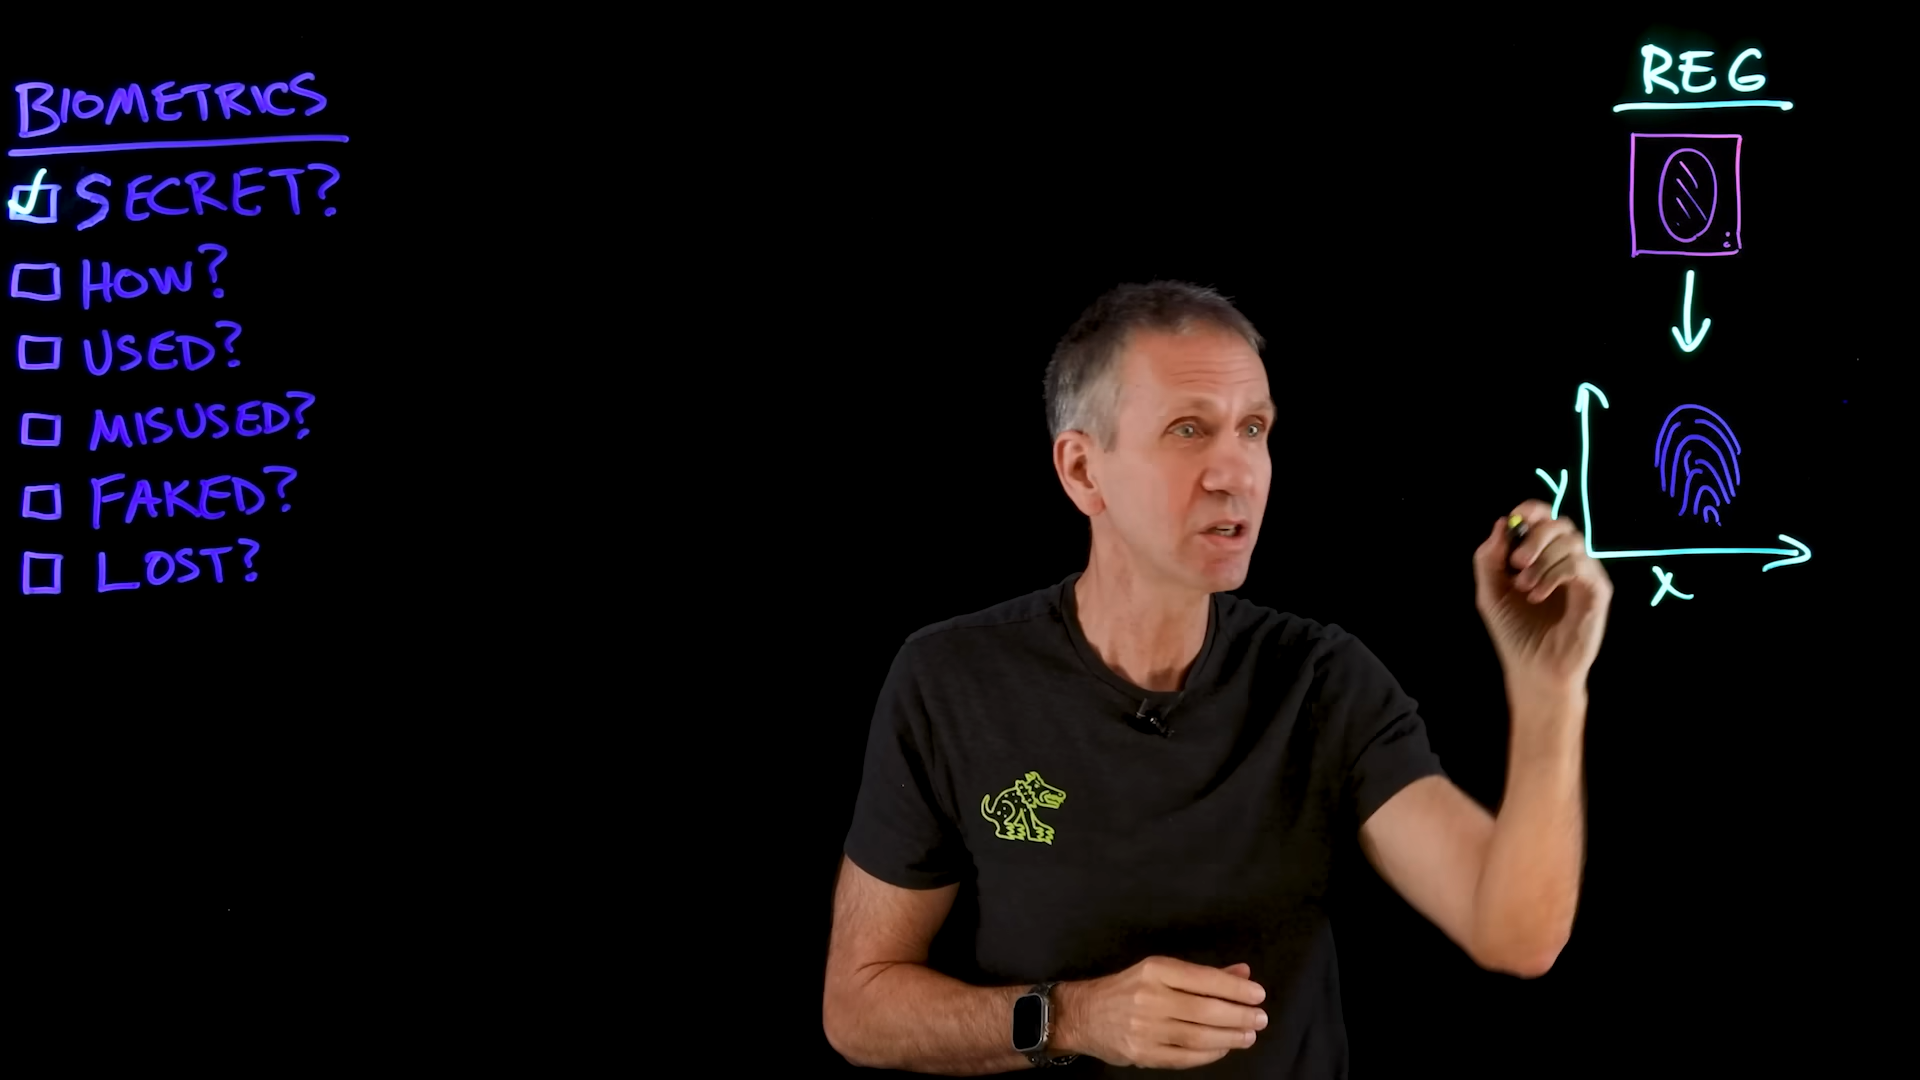 BIOMETRICS
SECRET?
HOW?
USED?
MISUSED?
FAKED?
LOST?
REG
Y
X